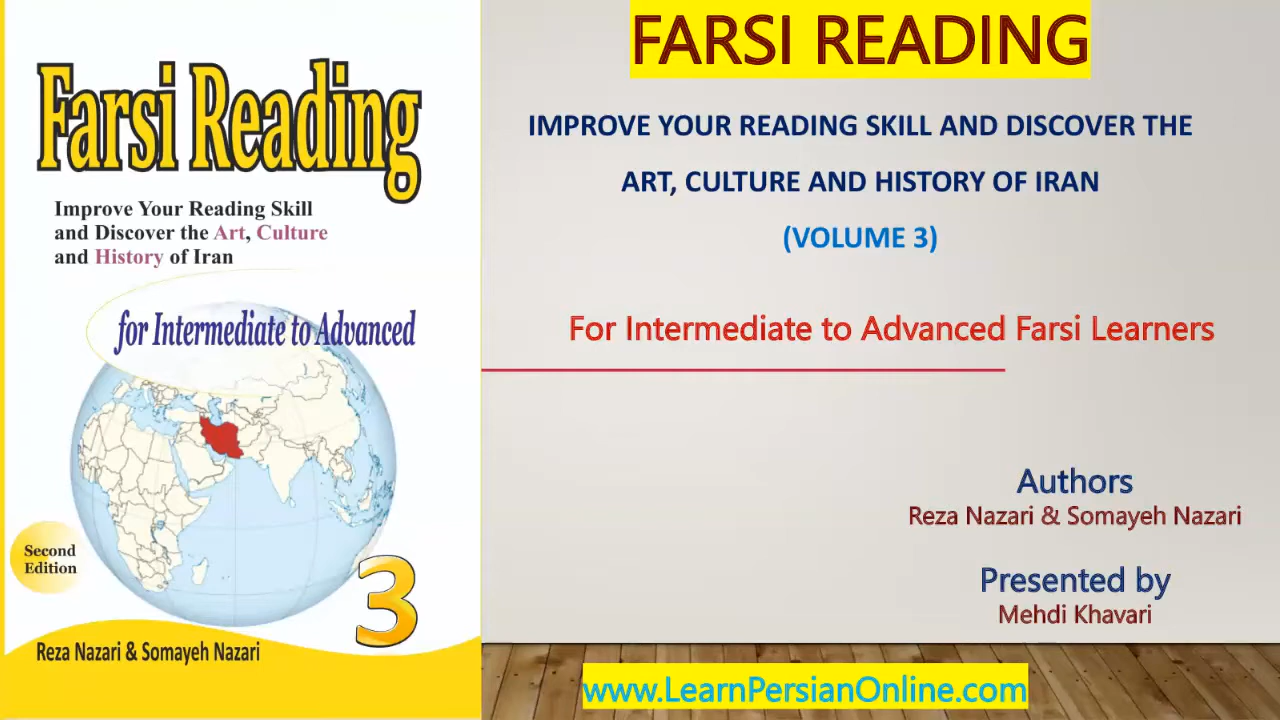 Farsi Reading
Improve Your Reading Skill
and Discover the Art, Culture
and History of Iran
for Intermediate to Advanced
Second
Edition
3
Reza Nazari & Somayeh Nazari
FARSI READING
IMPROVE YOUR READING SKILL AND DISCOVER THE
ART, CULTURE AND HISTORY OF IRAN
(VOLUME 3)
For Intermediate to Advanced Farsi Learners
Authors
Reza Nazari & Somayeh Nazari
Presented by
Mehdi Khavari
www.LearnPersianOnline.com